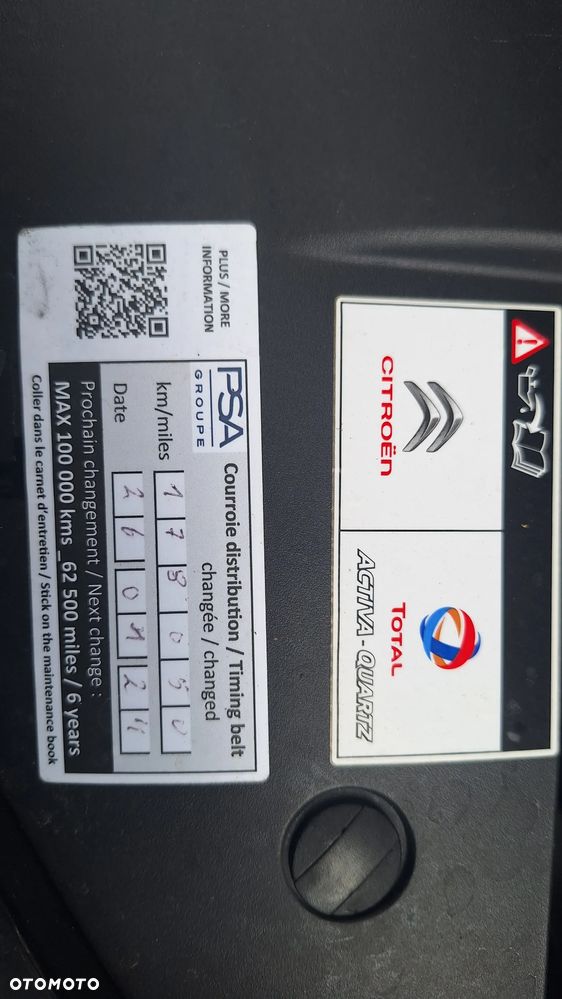 CITROËN
TOTAL
ACTIVA - QUARTZ
PLUS / MORE
INFORMATION
PSA
GROUPE
Courroie distribution / Timing belt
changée / changed
km/miles 1 7 8 0 5 0
Date 2 6 0 1 2 4
Prochain changement / Next change :
MAX 100 000 kms _62 500 miles / 6 years
Coller dans le carnet d'entretien / Stick on the maintenance book
OTOMOTO